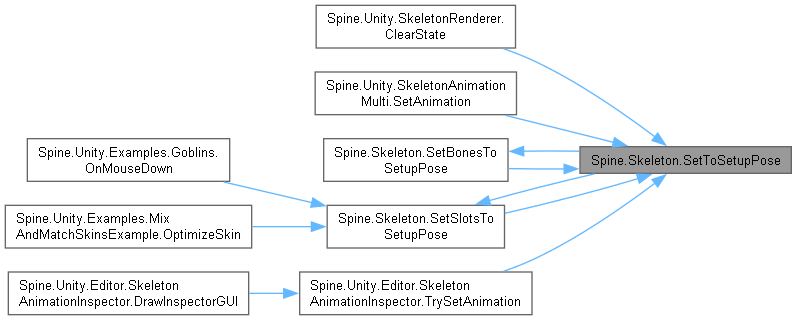 Spine.Unity.SkeletonRenderer.
ClearState
Spine.Unity.SkeletonAnimation
Multi.SetAnimation
Spine.Unity.Examples.Goblins.
OnMouseDown
Spine.Skeleton.SetBonesTo
SetupPose
Spine.Skeleton.SetToSetupPose
Spine.Unity.Examples.Mix
AndMatchSkinsExample.OptimizeSkin
Spine.Skeleton.SetSlotsTo
SetupPose
Spine.Unity.Editor.Skeleton
AnimationInspector.DrawInspectorGUI
Spine.Unity.Editor.Skeleton
AnimationInspector.TrySetAnimation